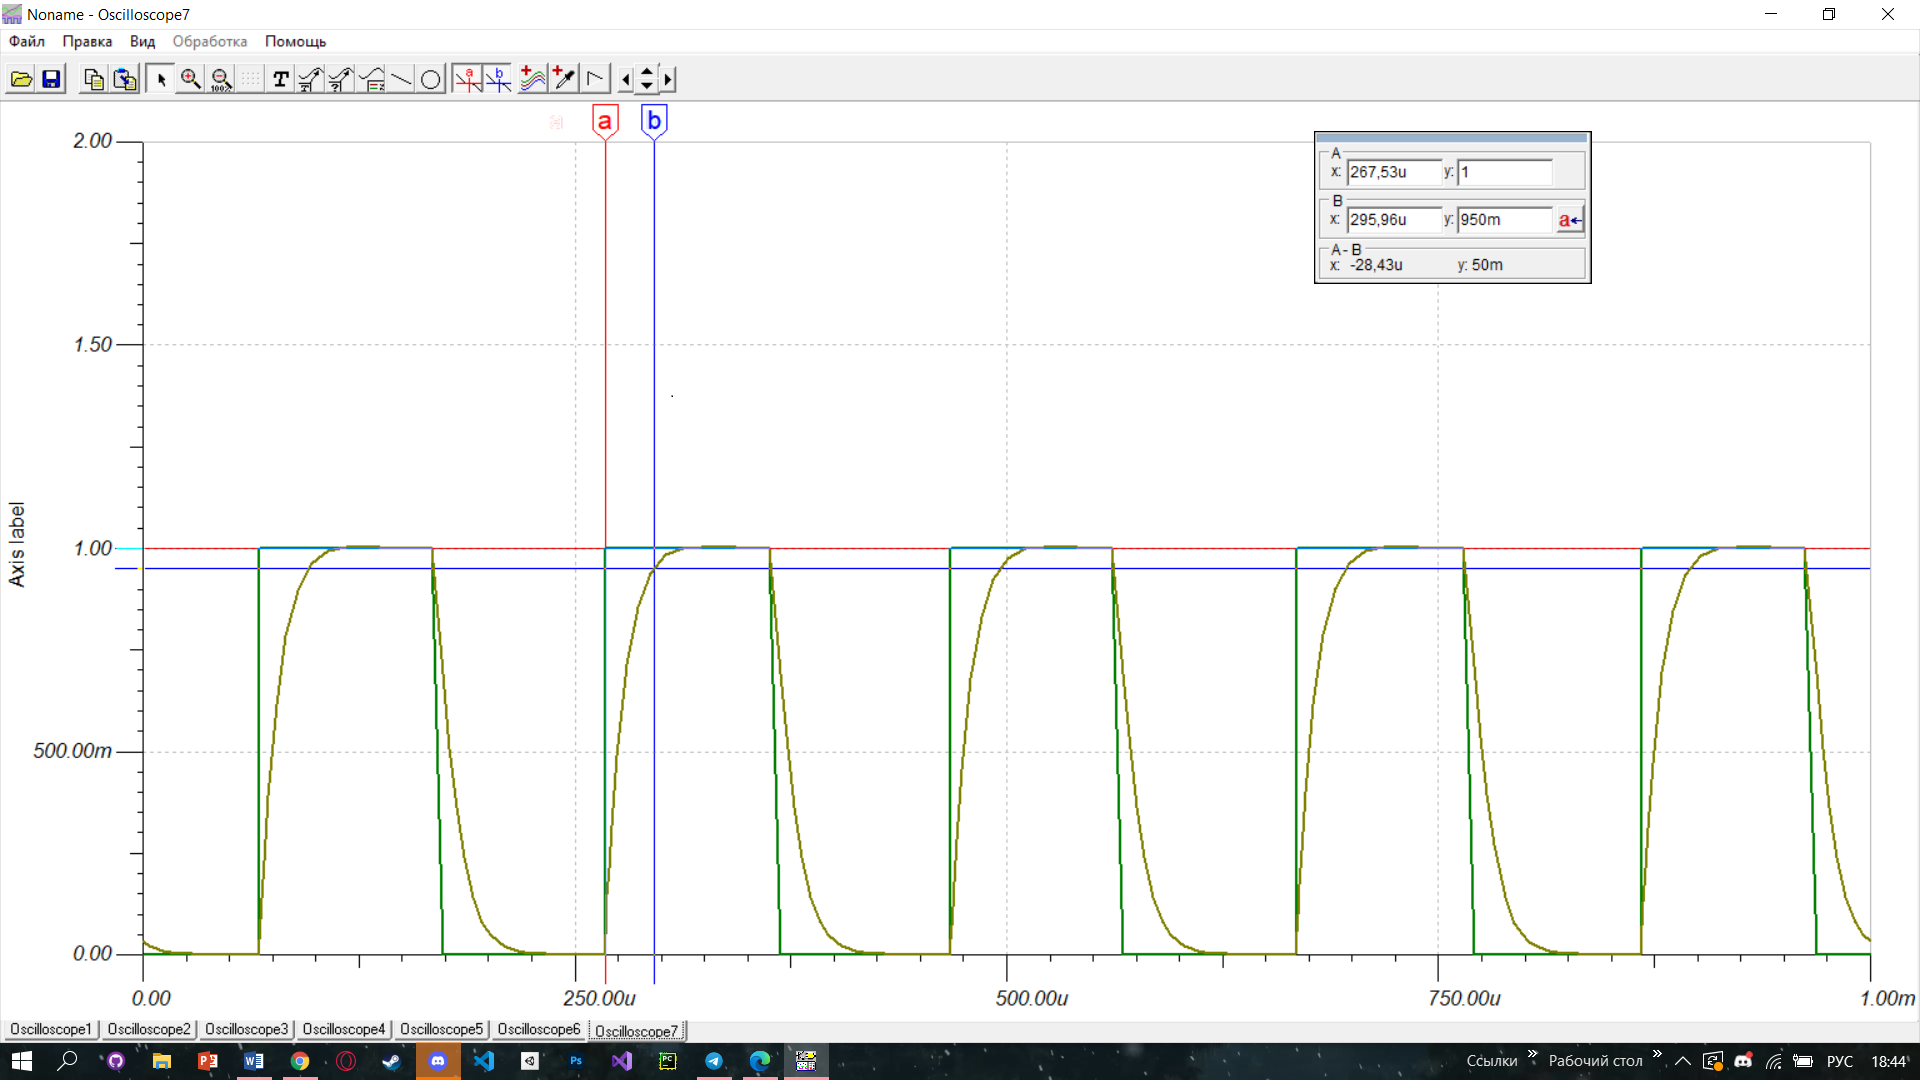 Noname - Oscilloscope7
Файл Правка Вид Обработка Помощь
T 100% a b
a b
2.00
1.50
1.00
500.00m
0.00
Axis label
0.00 250.00u 500.00u 750.00u 1.00m
A
x: 267,53u y: 1
B
x: 295,96u y: 950m a
A - B
x: -28,43u y: 50m
Oscilloscope1 Oscilloscope2 Oscilloscope3 Oscilloscope4 Oscilloscope5 Oscilloscope6 Oscilloscope7
Ссылки » Рабочий стол » РУС 18:44